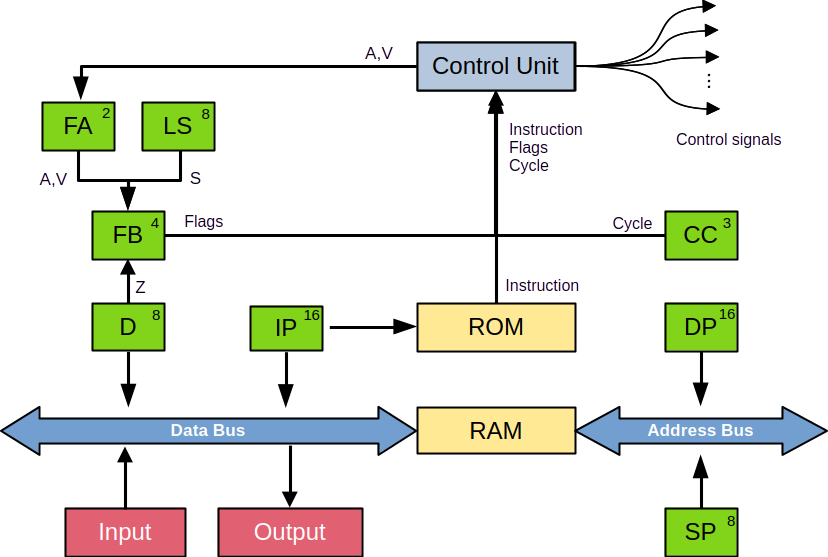 A,V
Control Unit
FA 2
LS 8
Instruction
Flags
Cycle
Control signals
A,V
S
FB 4
Flags
Cycle
CC 3
Z
Instruction
D 8
IP 16
ROM
DP 16
Data Bus
RAM
Address Bus
Input
Output
SP 8